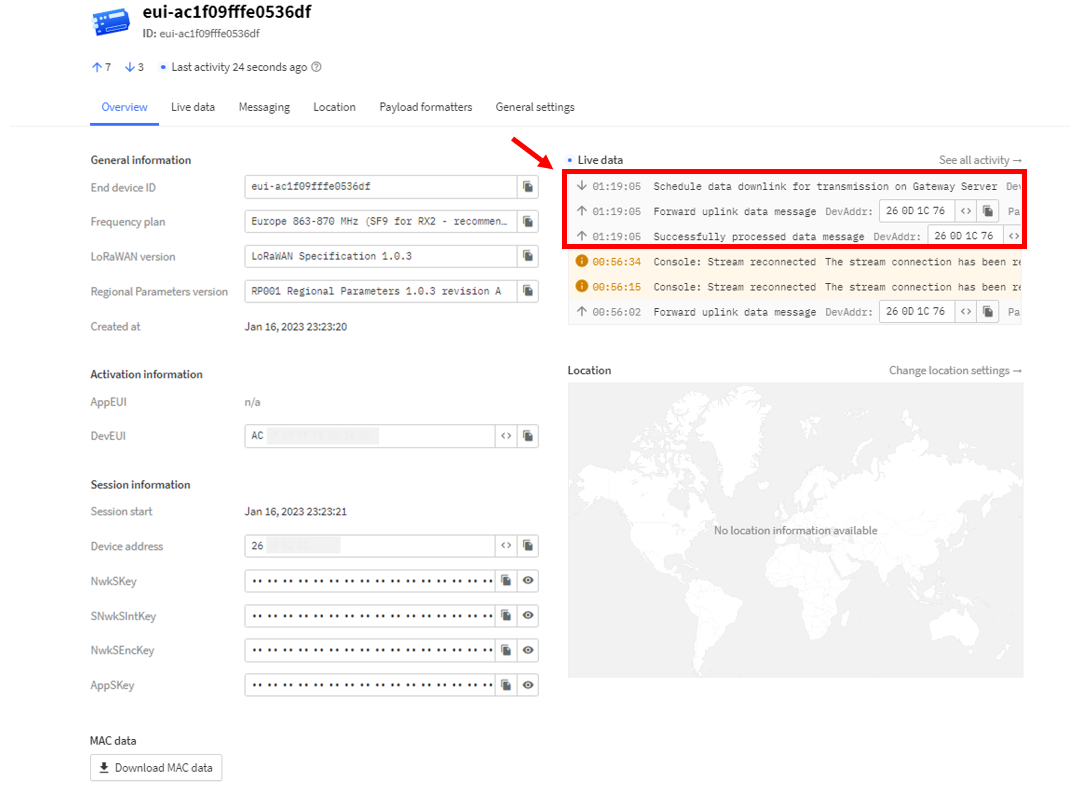 eui-ac1f09fffe0536df
ID: eui-ac1f09fffe0536df
7 3 Last activity 24 seconds ago
Overview Live data Messaging Location Payload formatters General settings
General information
End device ID eui-ac1f09fffe0536df
Frequency plan Europe 863-870 MHz (SF9 for RX2 - recommen…
LoRaWAN version LoRaWAN Specification 1.0.3
Regional Parameters version RP001 Regional Parameters 1.0.3 revision A
Created at Jan 16, 2023 23:23:20
Activation information
AppEUI n/a
DevEUI AC
Session information
Session start Jan 16, 2023 23:23:21
Device address 26
NwkSKey
SNwkSIntKey
NwkSEncKey
AppSKey
MAC data
Download MAC data
Live data See all activity →
01:19:05 Schedule data downlink for transmission on Gateway Server Dev
01:19:05 Forward uplink data message DevAddr: 26 0D 1C 76 <> Pa
01:19:05 Successfully processed data message DevAddr: 26 0D 1C 76 <>
00:56:34 Console: Stream reconnected The stream connection has been re
00:56:15 Console: Stream reconnected The stream connection has been re
00:56:02 Forward uplink data message DevAddr: 26 0D 1C 76 <> Pa
Location Change location settings →
No location information available